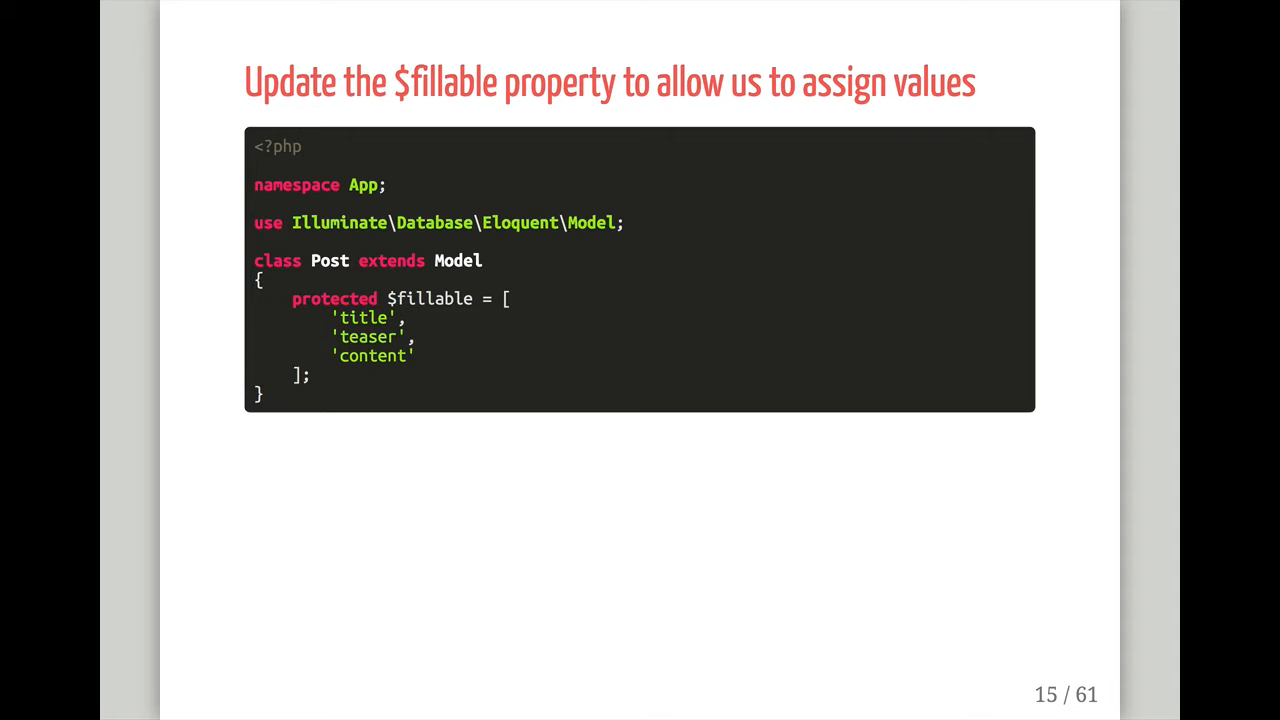 Update the $fillable property to allow us to assign values
<?php
namespace App;
use Illuminate\Database\Eloquent\Model;
class Post extends Model
{
protected $fillable = [
'title',
'teaser',
'content'
];
}
15 / 61